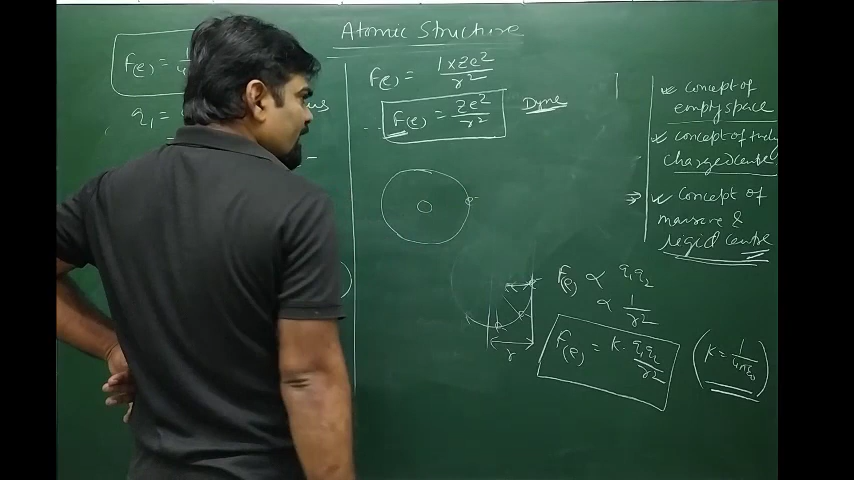 Atomic Structure
F(e) =
q1 =
F(e) = 1 x Ze2 / r2
F(e) = Ze2 / r2 Dyne
e-
concept of
empty space
concept of
charged centre
⇒ concept of
massive &
rigid centre
F(e) ∝ q1q2
∝ 1 / r2
F(e) = K. q1q2 / r2
(K = 1 / 4πε0)
r